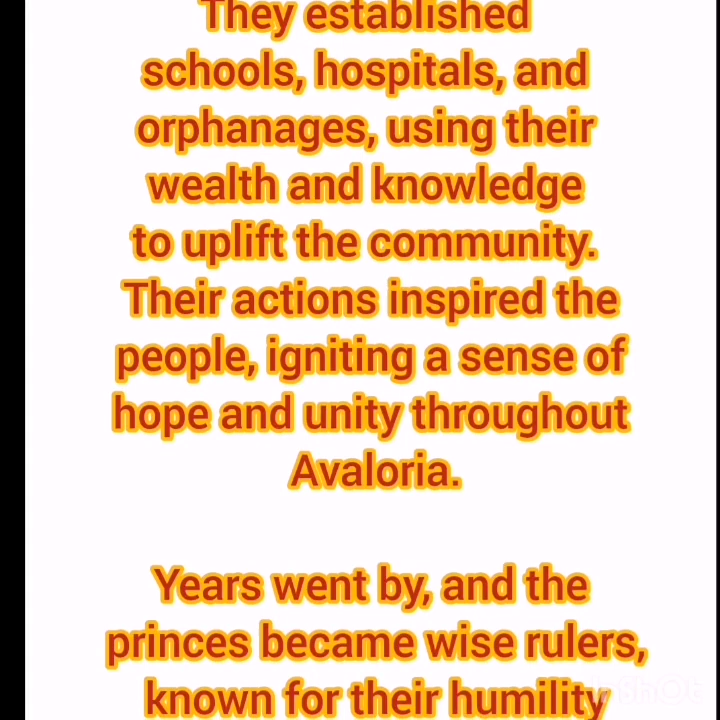 They established
schools, hospitals, and
orphanages, using their
wealth and knowledge
to uplift the community.
Their actions inspired the
people, igniting a sense of
hope and unity throughout
Avaloria.
Years went by, and the
princes became wise rulers,
known for their humility